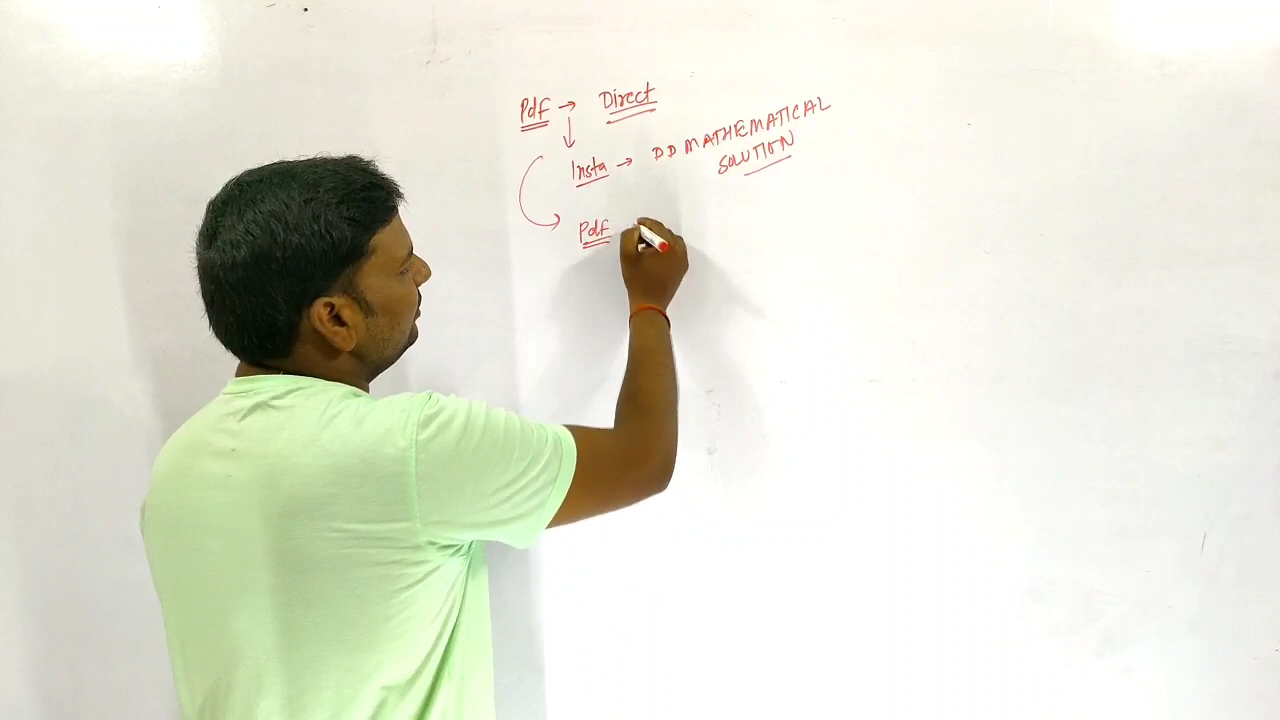 Pdf → Direct
↓
Insta → DD MATHEMATICAL
SOLUTION
Pdf